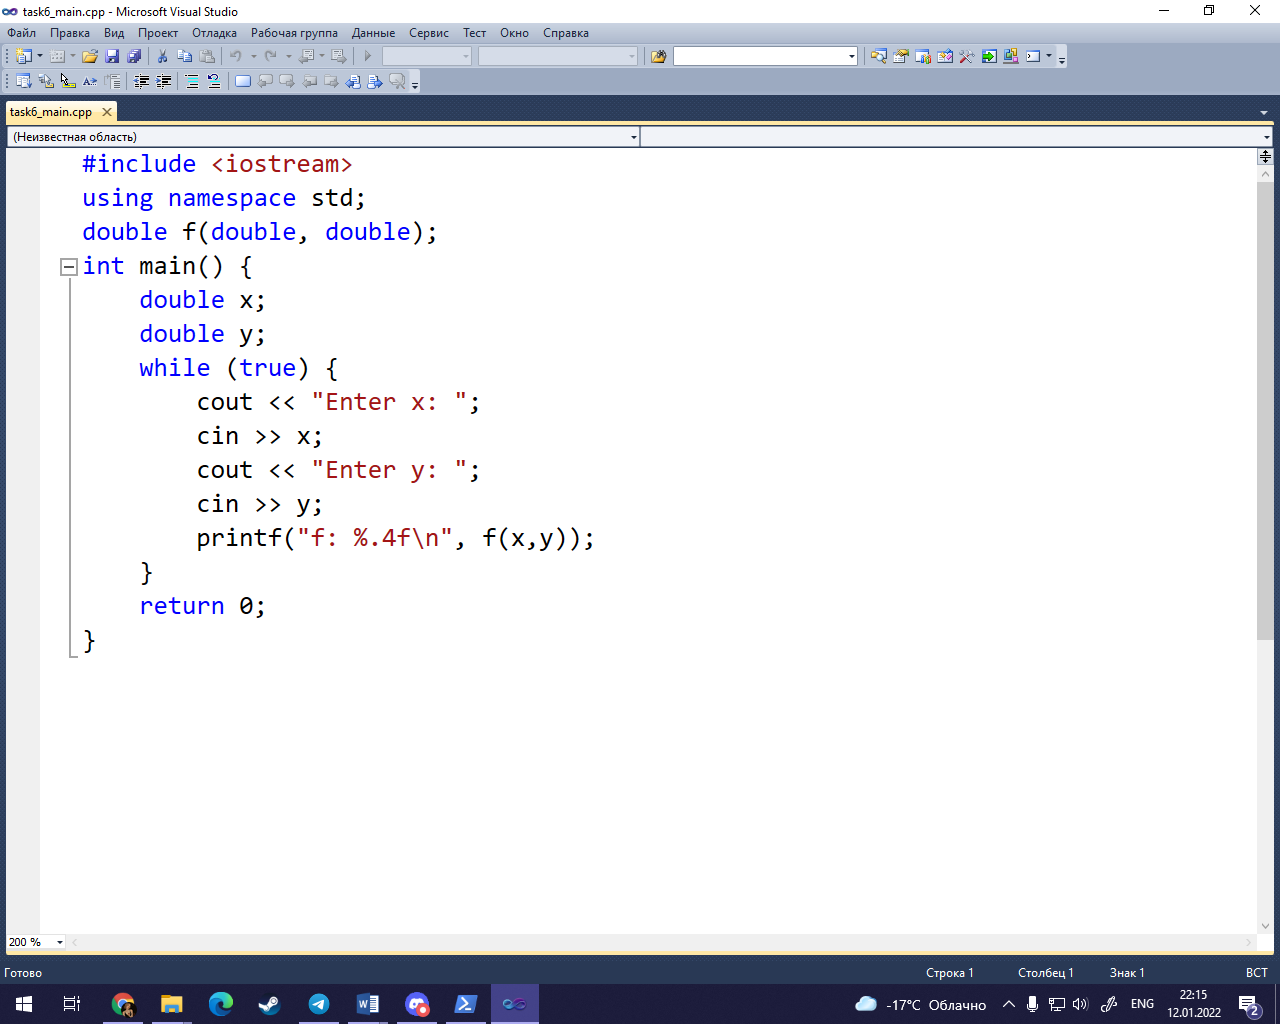 task6_main.cpp - Microsoft Visual Studio
Файл Правка Вид Проект Отладка Рабочая группа Данные Сервис Тест Окно Справка
task6_main.cpp
(Неизвестная область)
#include <iostream>
using namespace std;
double f(double, double);
int main() {
double x;
double y;
while (true) {
cout << "Enter x: ";
cin >> x;
cout << "Enter y: ";
cin >> y;
printf("f: %.4f\n", f(x,y));
}
return 0;
}
200 %
Готово Строка 1 Столбец 1 Знак 1 ВСТ
-17°C Облачно ENG 22:15
12.01.2022 2